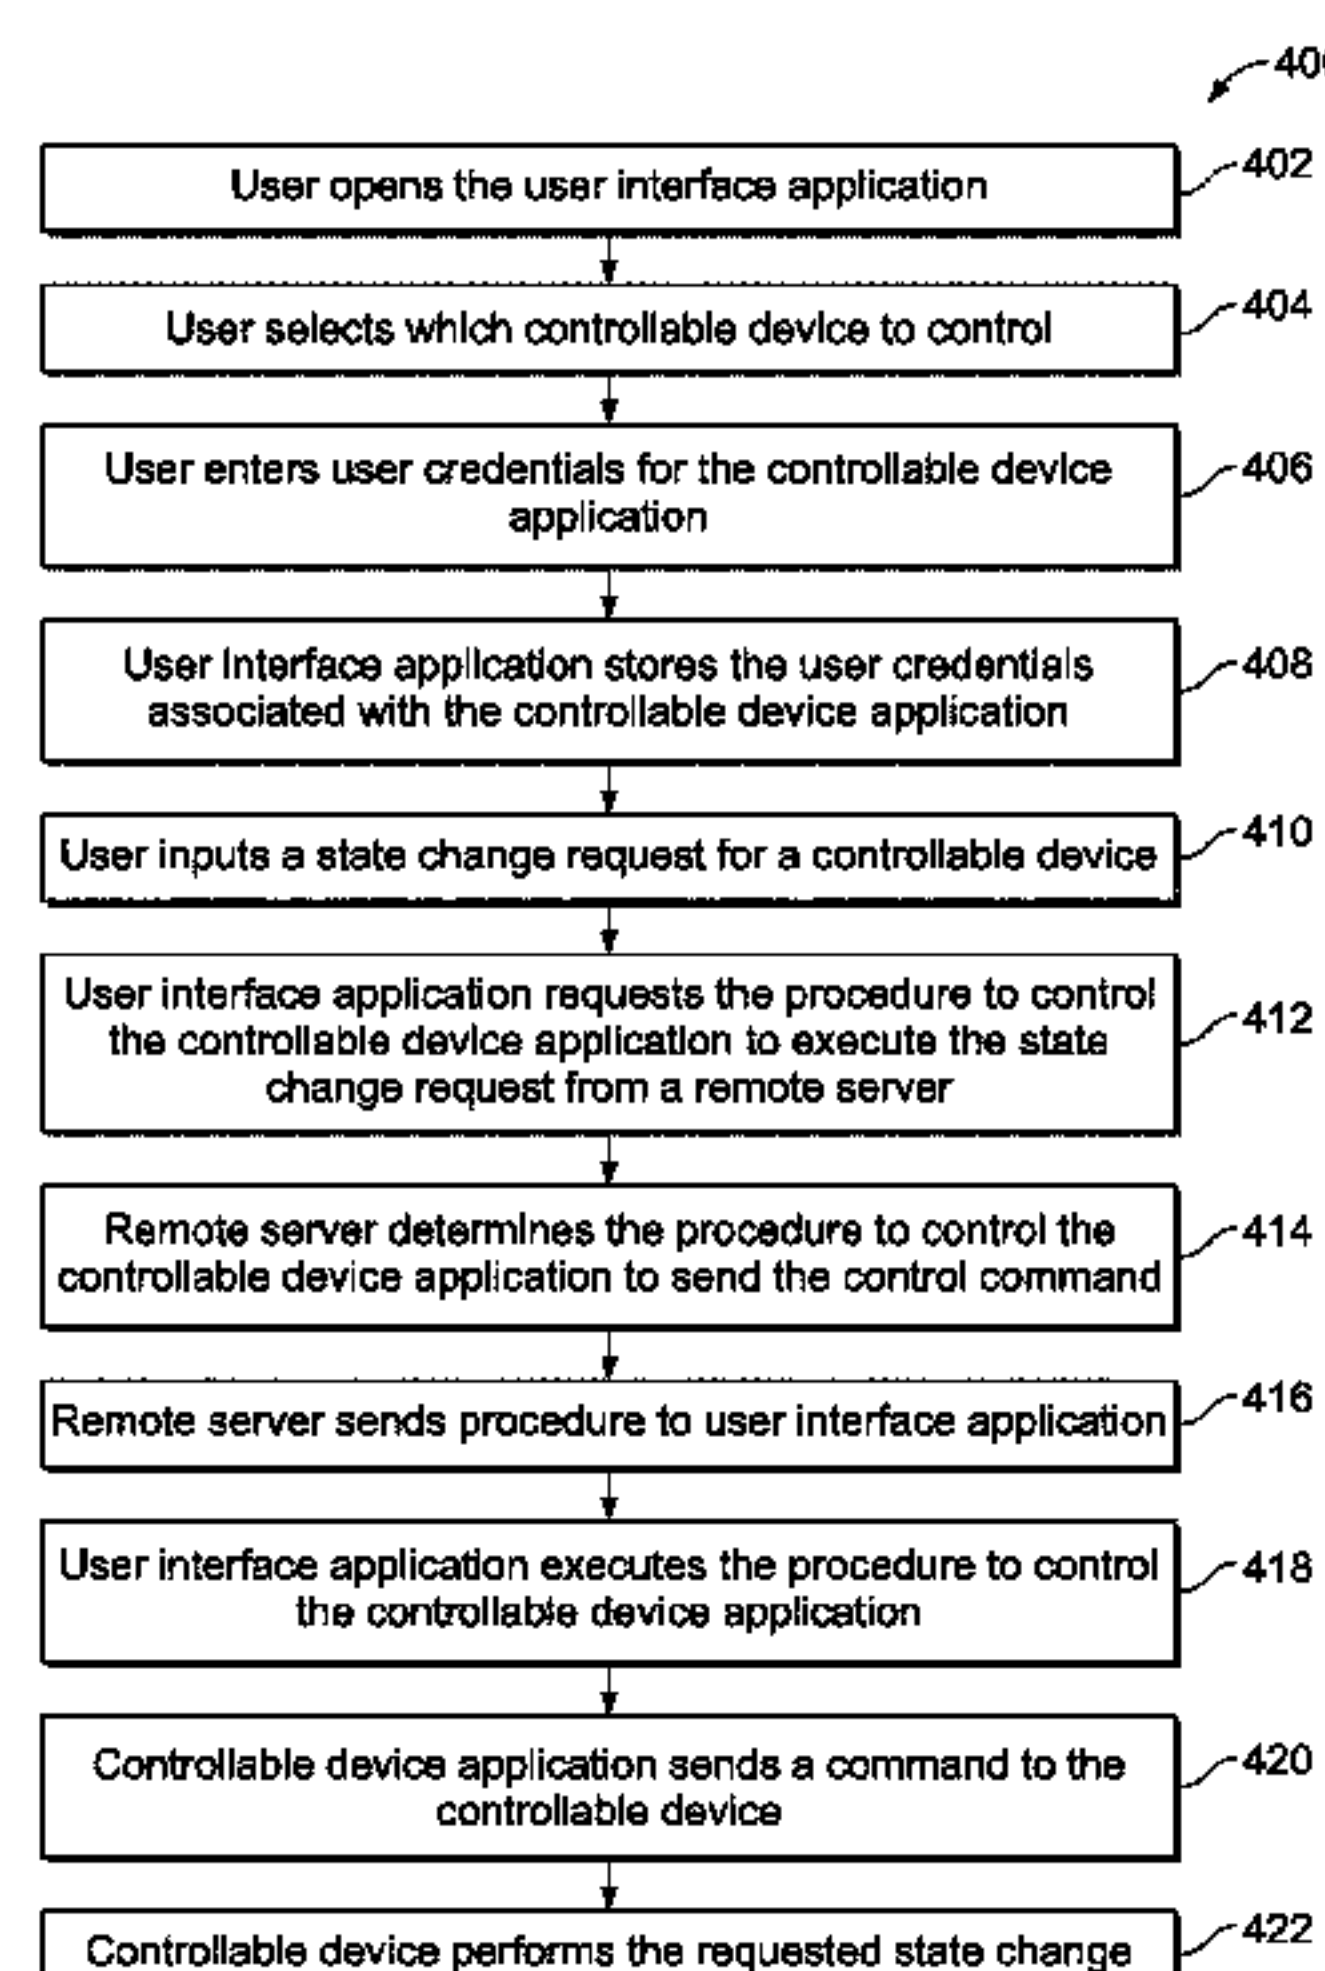 40
User opens the user interface application
402
User selects which controllable device to control
404
User enters user credentials for the controllable device
application
406
User interface application stores the user credentials
associated with the controllable device application
408
User inputs a state change request for a controllable device
410
User interface application requests the procedure to control
the controllable device application to execute the state
change request from a remote server
412
Remote server determines the procedure to control the
controllable device application to send the control command
414
Remote server sends procedure to user interface application
416
User interface application executes the procedure to control
the controllable device application
418
Controllable device application sends a command to the
controllable device
420
Controllable device performs the requested state change
422